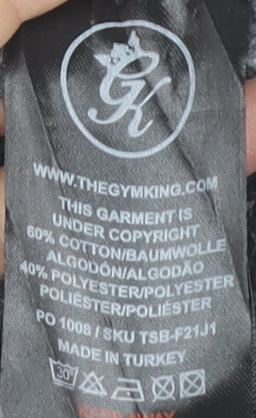 GK
WWW.THEGYMKING.COM
THIS GARMENT IS
UNDER COPYRIGHT
60% COTTON/BAUMWOLLE
ALGODÓN/ALGODÃO
40% POLYESTER/POLYESTER
POLIÉSTER/POLIÉSTER
PO 1008 / SKU TSB-F21J1
MADE IN TURKEY
30°